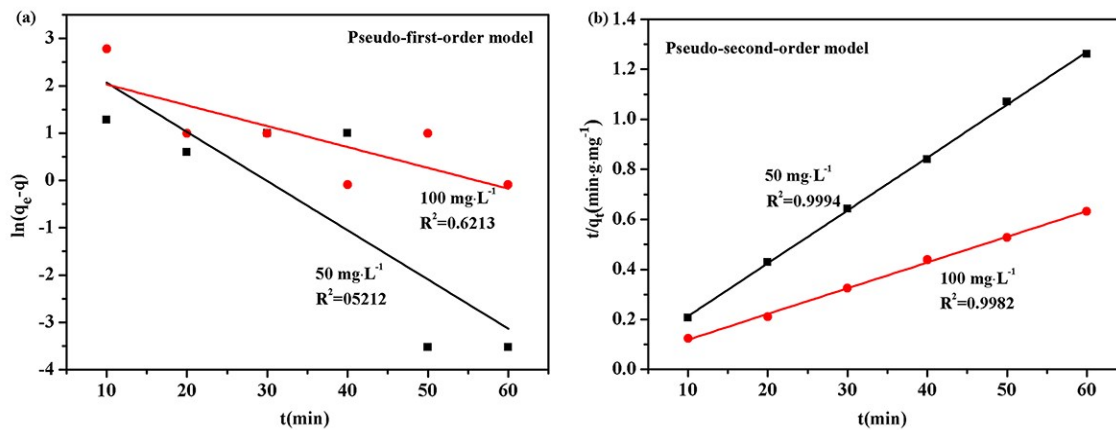 (a)
Pseudo-first-order model
ln(qe-q)
3
2
1
0
-1
-2
-3
-4
100 mg·L-1
R2=0.6213
50 mg·L-1
R2=05212
10 20 30 40 50 60
t(min)
(b)
Pseudo-second-order model
t/qt(min·g·mg-1)
1.4
1.2
1.0
0.8
0.6
0.4
0.2
0.0
50 mg·L-1
R2=0.9994
100 mg·L-1
R2=0.9982
10 20 30 40 50 60
t(min)